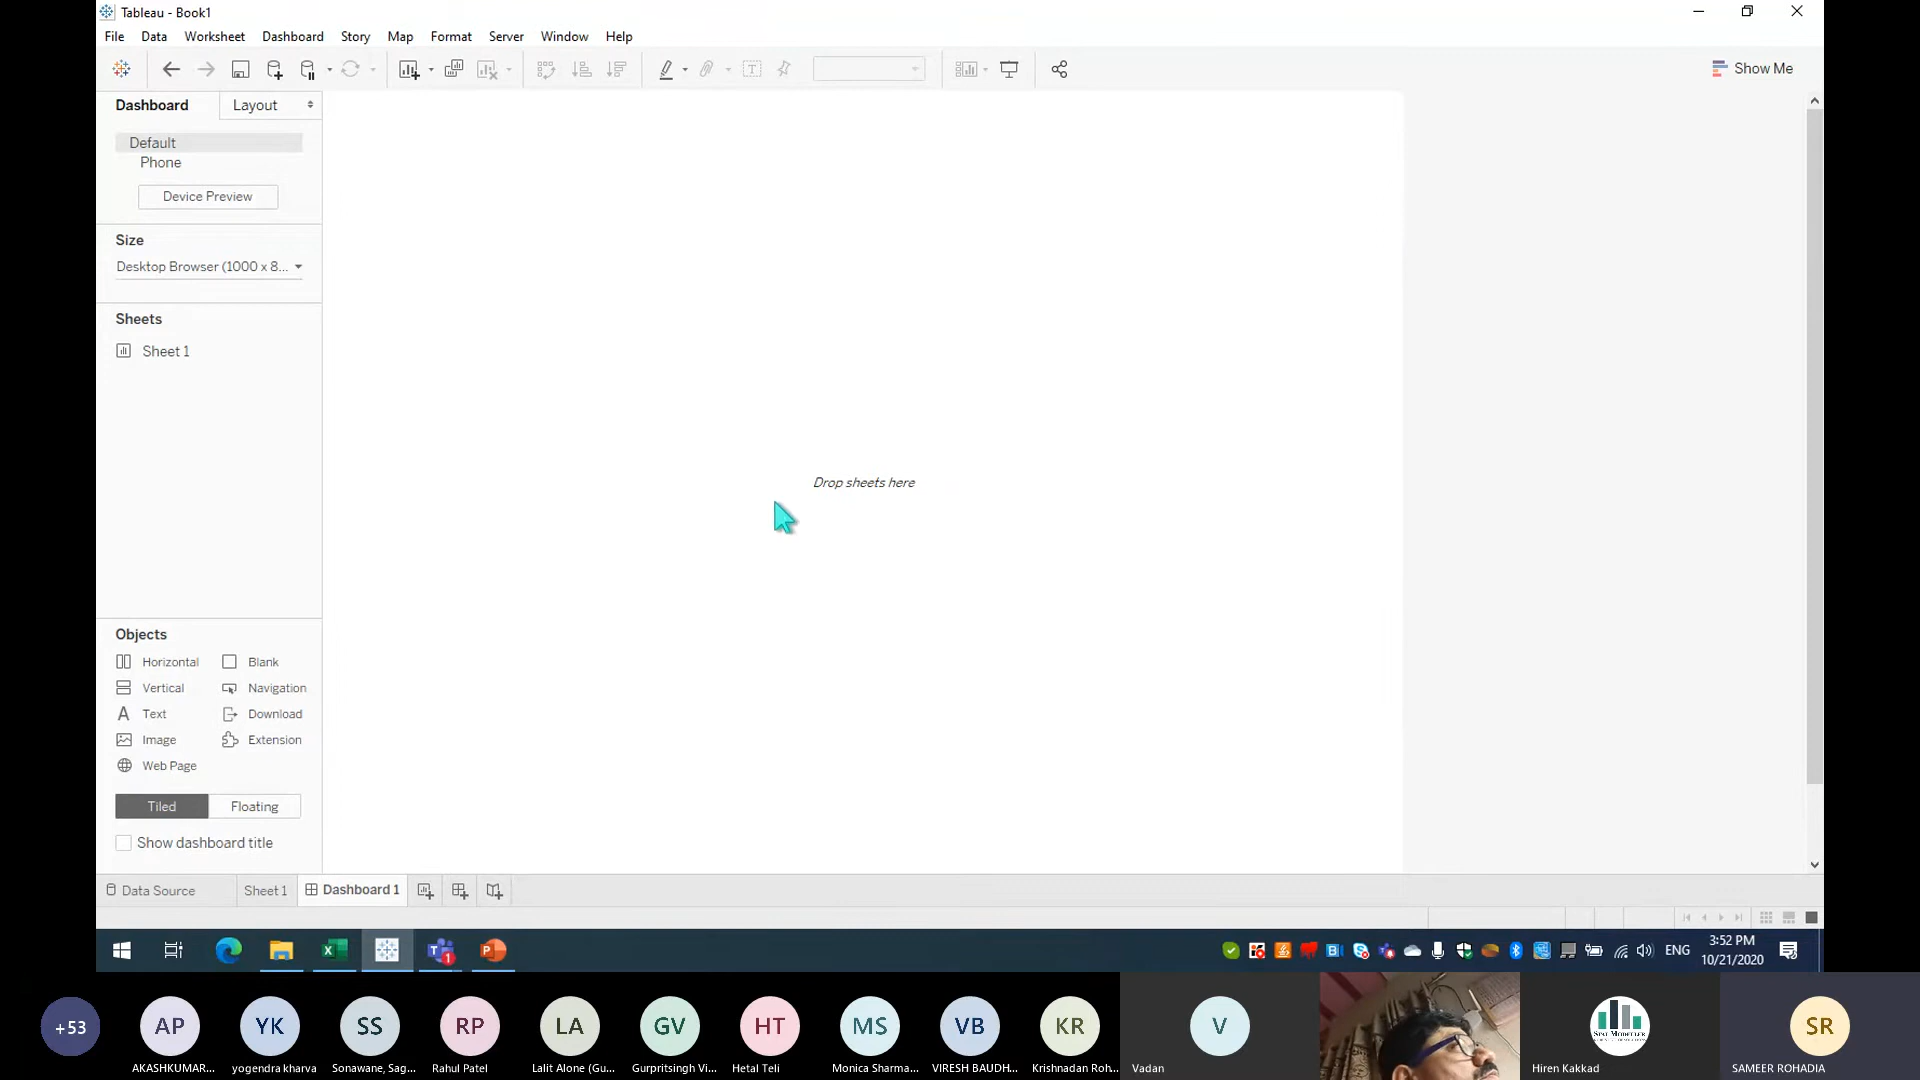 Tableau - Book1
File Data Worksheet Dashboard Story Map Format Server Window Help
Show Me
Dashboard Layout
Default
Phone
Device Preview
Size
Desktop Browser (1000 x 8...
Sheets
Sheet 1
Drop sheets here
Objects
Horizontal Blank
Vertical Navigation
Text Download
Image Extension
Web Page
Tiled Floating
Show dashboard title
Data Source Sheet 1 Dashboard 1
ENG
3:52 PM
10/21/2020
+53 AP YK SS RP LA GV HT MS VB KR V SR
AKASHKUMAR... yogendra kharva Sonawane, Sag... Rahul Patel Lalit Alone (Gu... Gurpritsingh Vi... Hetal Teli Monica Sharma... VIRESH BAUDH... Krishnadan Roh... Vadan Hiren Kakkad SAMEER ROHADIA